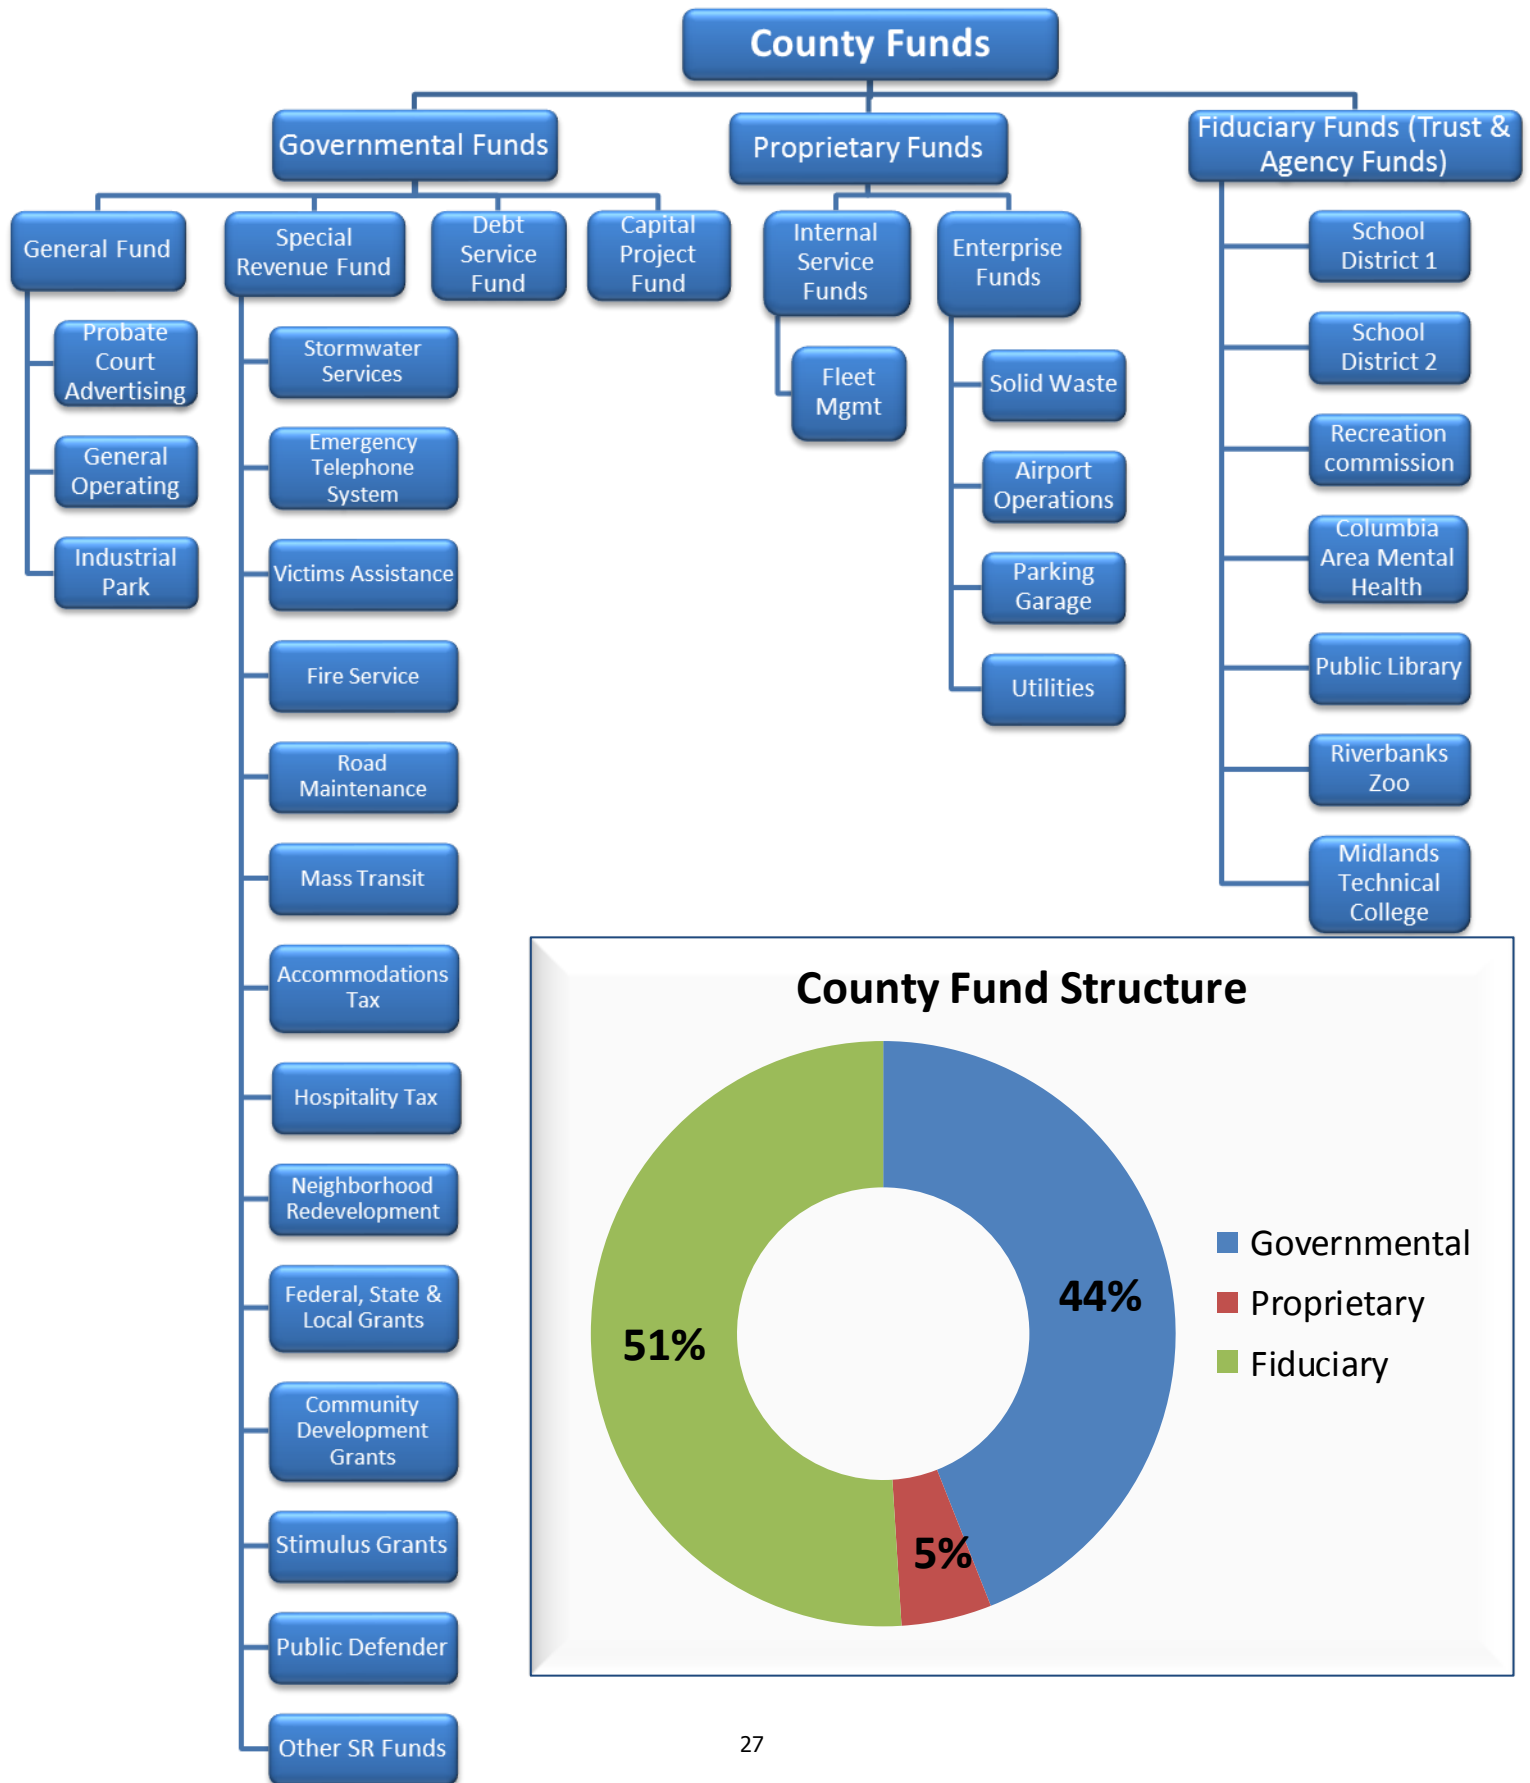 County Funds
Governmental Funds
Proprietary Funds
Fiduciary Funds (Trust &
Agency Funds)
General Fund
Special
Revenue Fund
Debt
Service
Fund
Capital
Project
Fund
Internal
Service
Funds
Enterprise
Funds
Probate
Court
Advertising
General
Operating
Industrial
Park
Stormwater
Services
Emergency
Telephone
System
Victims Assistance
Fire Service
Road
Maintenance
Mass Transit
Accommodations
Tax
Hospitality Tax
Neighborhood
Redevelopment
Federal, State &
Local Grants
Community
Development
Grants
Stimulus Grants
Public Defender
Other SR Funds
Fleet
Mgmt
Solid Waste
Airport
Operations
Parking
Garage
Utilities
School
District 1
School
District 2
Recreation
commission
Columbia
Area Mental
Health
Public Library
Riverbanks
Zoo
Midlands
Technical
College
County Fund Structure
44%
5%
51%
Governmental
Proprietary
Fiduciary
27